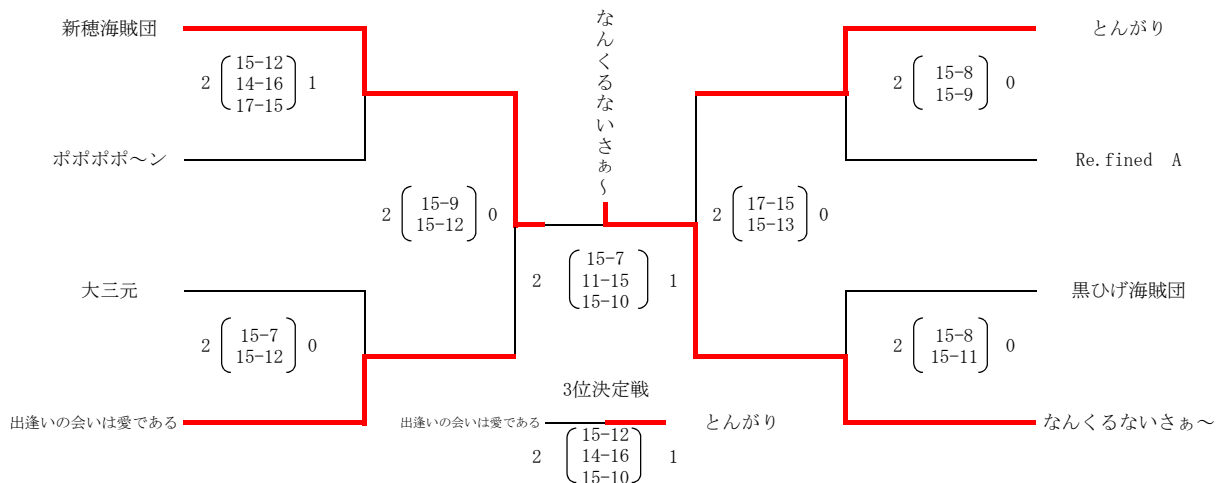 新穂海賊団
2
15-12
14-16
17-15
1
ポポポポ～ン
2
15-9
15-12
0
大三元
2
15-7
15-12
0
出逢いの会いは愛である
なんくるないさぁ～
2
15-7
11-15
15-10
1
3位決定戦
出逢いの会いは愛である
とんがり
2
15-12
14-16
15-10
1
とんがり
2
15-8
15-9
0
Re.fined　A
2
17-15
15-13
0
黒ひげ海賊団
2
15-8
15-11
0
なんくるないさぁ～